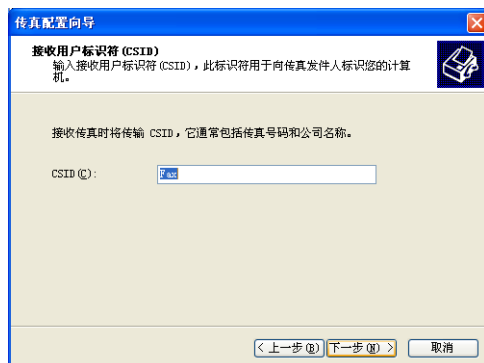 传真配置向导
接收用户标识符(CSID)
输入接收用户标识符(CSID)，此标识符用于向传真发件人标识您的计算
机。
接收传真时将传输 CSID，它通常包括传真号码和公司名称。
CSID(C): Fax
< 上一步(B) 下一步(N) > 取消